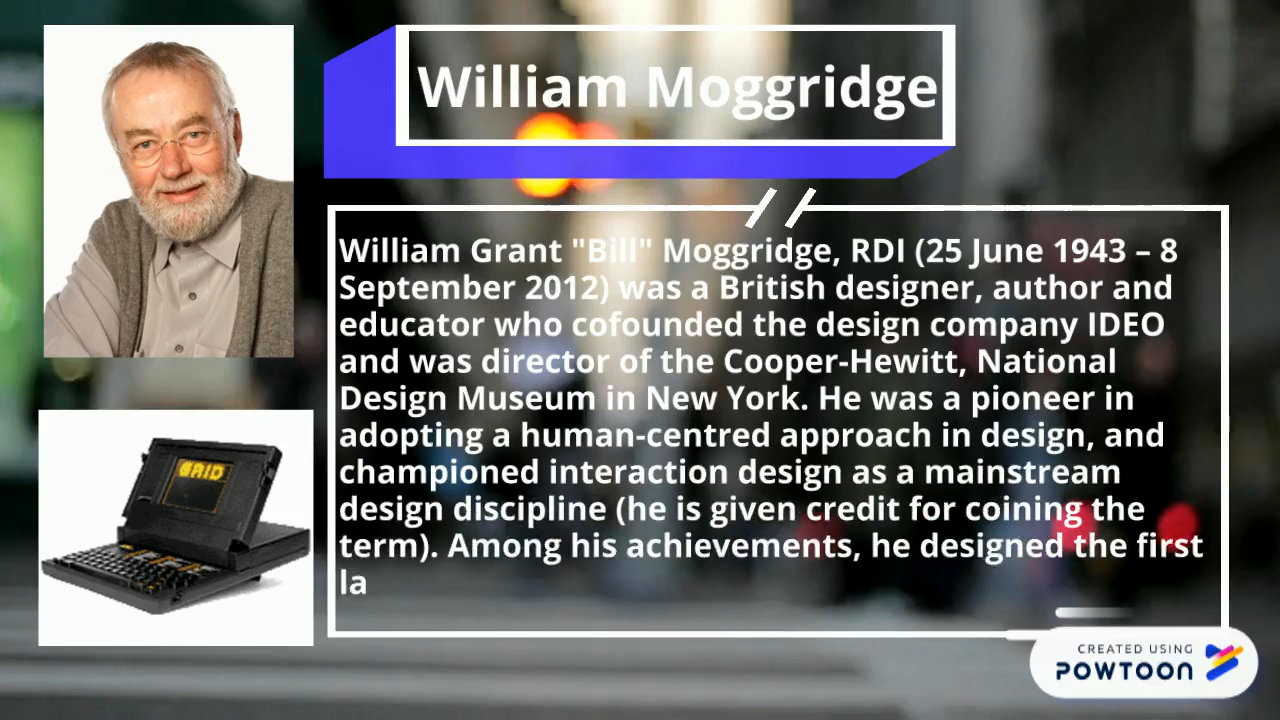 William Moggridge
William Grant "Bill" Moggridge, RDI (25 June 1943 – 8
September 2012) was a British designer, author and
educator who cofounded the design company IDEO
and was director of the Cooper-Hewitt, National
Design Museum in New York. He was a pioneer in
adopting a human-centred approach in design, and
championed interaction design as a mainstream
design discipline (he is given credit for coining the
term). Among his achievements, he designed the first
la
GRID
CREATED USING
POWTOON